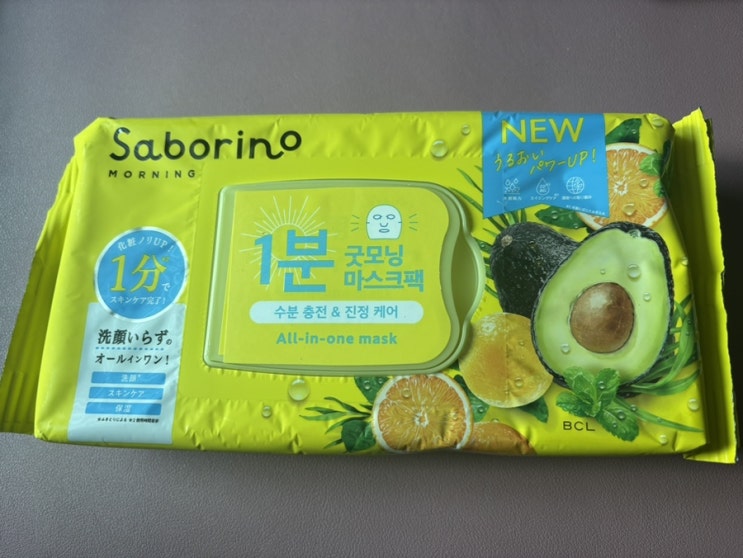 Saborino
MORNING
NEW
うるおい
パワーUP!
化粧ノリUP!
1分で
スキンケア完了!
洗顔いらずの
オールインワン!
洗顔
スキンケア
保湿
1분
굿모닝
마스크팩
수분 충전 & 진정 케어
All-in-one mask
BCL